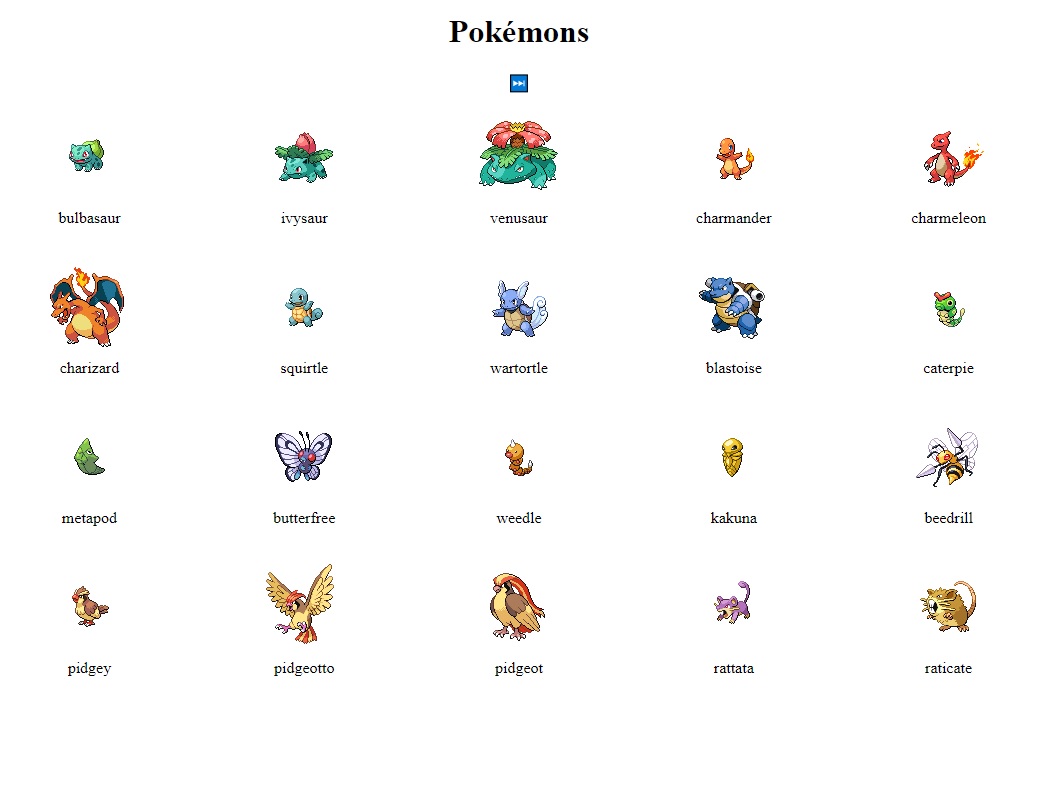 Pokémons
bulbasaur ivysaur venusaur charmander charmeleon
charizard squirtle wartortle blastoise caterpie
metapod butterfree weedle kakuna beedrill
pidgey pidgeotto pidgeot rattata raticate